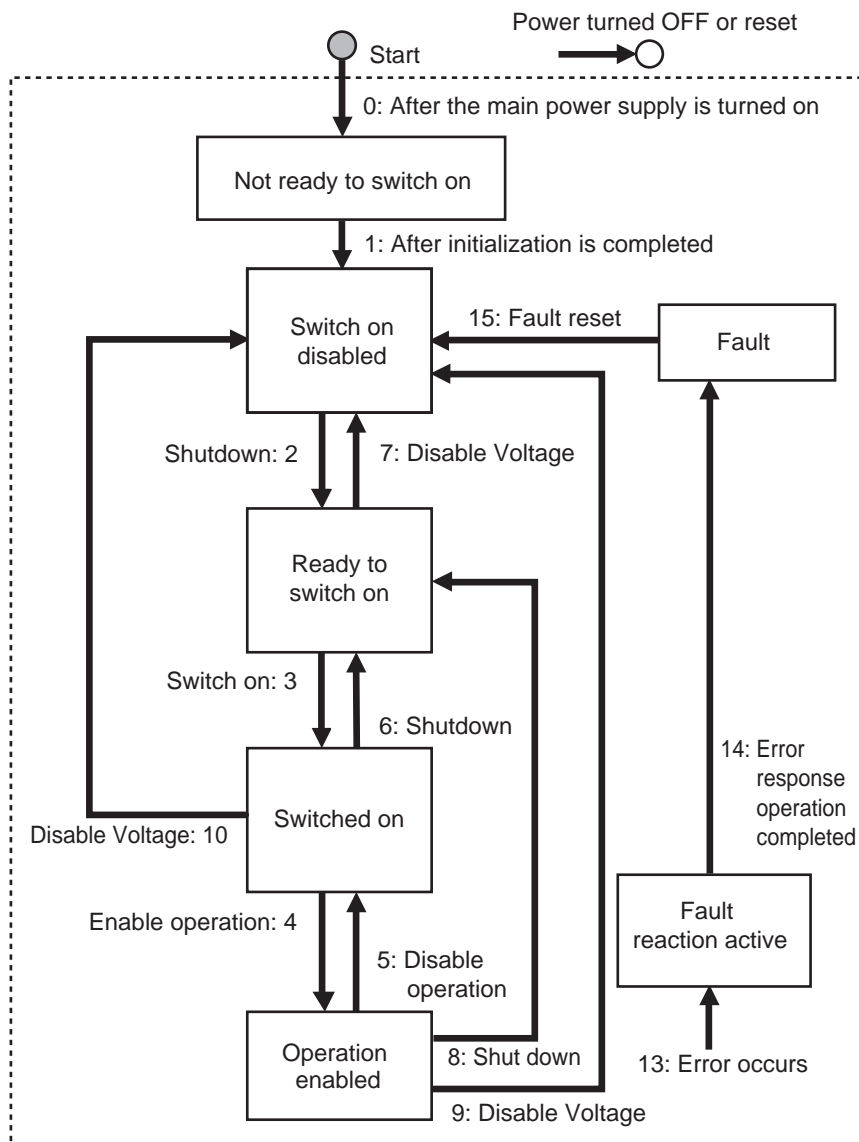 Power turned OFF or reset
Start
0: After the main power supply is turned on
Not ready to switch on
1: After initialization is completed
Switch on
disabled
15: Fault reset
Fault
Shutdown: 2
7: Disable Voltage
Ready to
switch on
Switch on: 3
6: Shutdown
14: Error
response
operation
completed
Switched on
Disable Voltage: 10
Enable operation: 4
5: Disable
operation
Fault
reaction active
Operation
enabled
8: Shut down
13: Error occurs
9: Disable Voltage